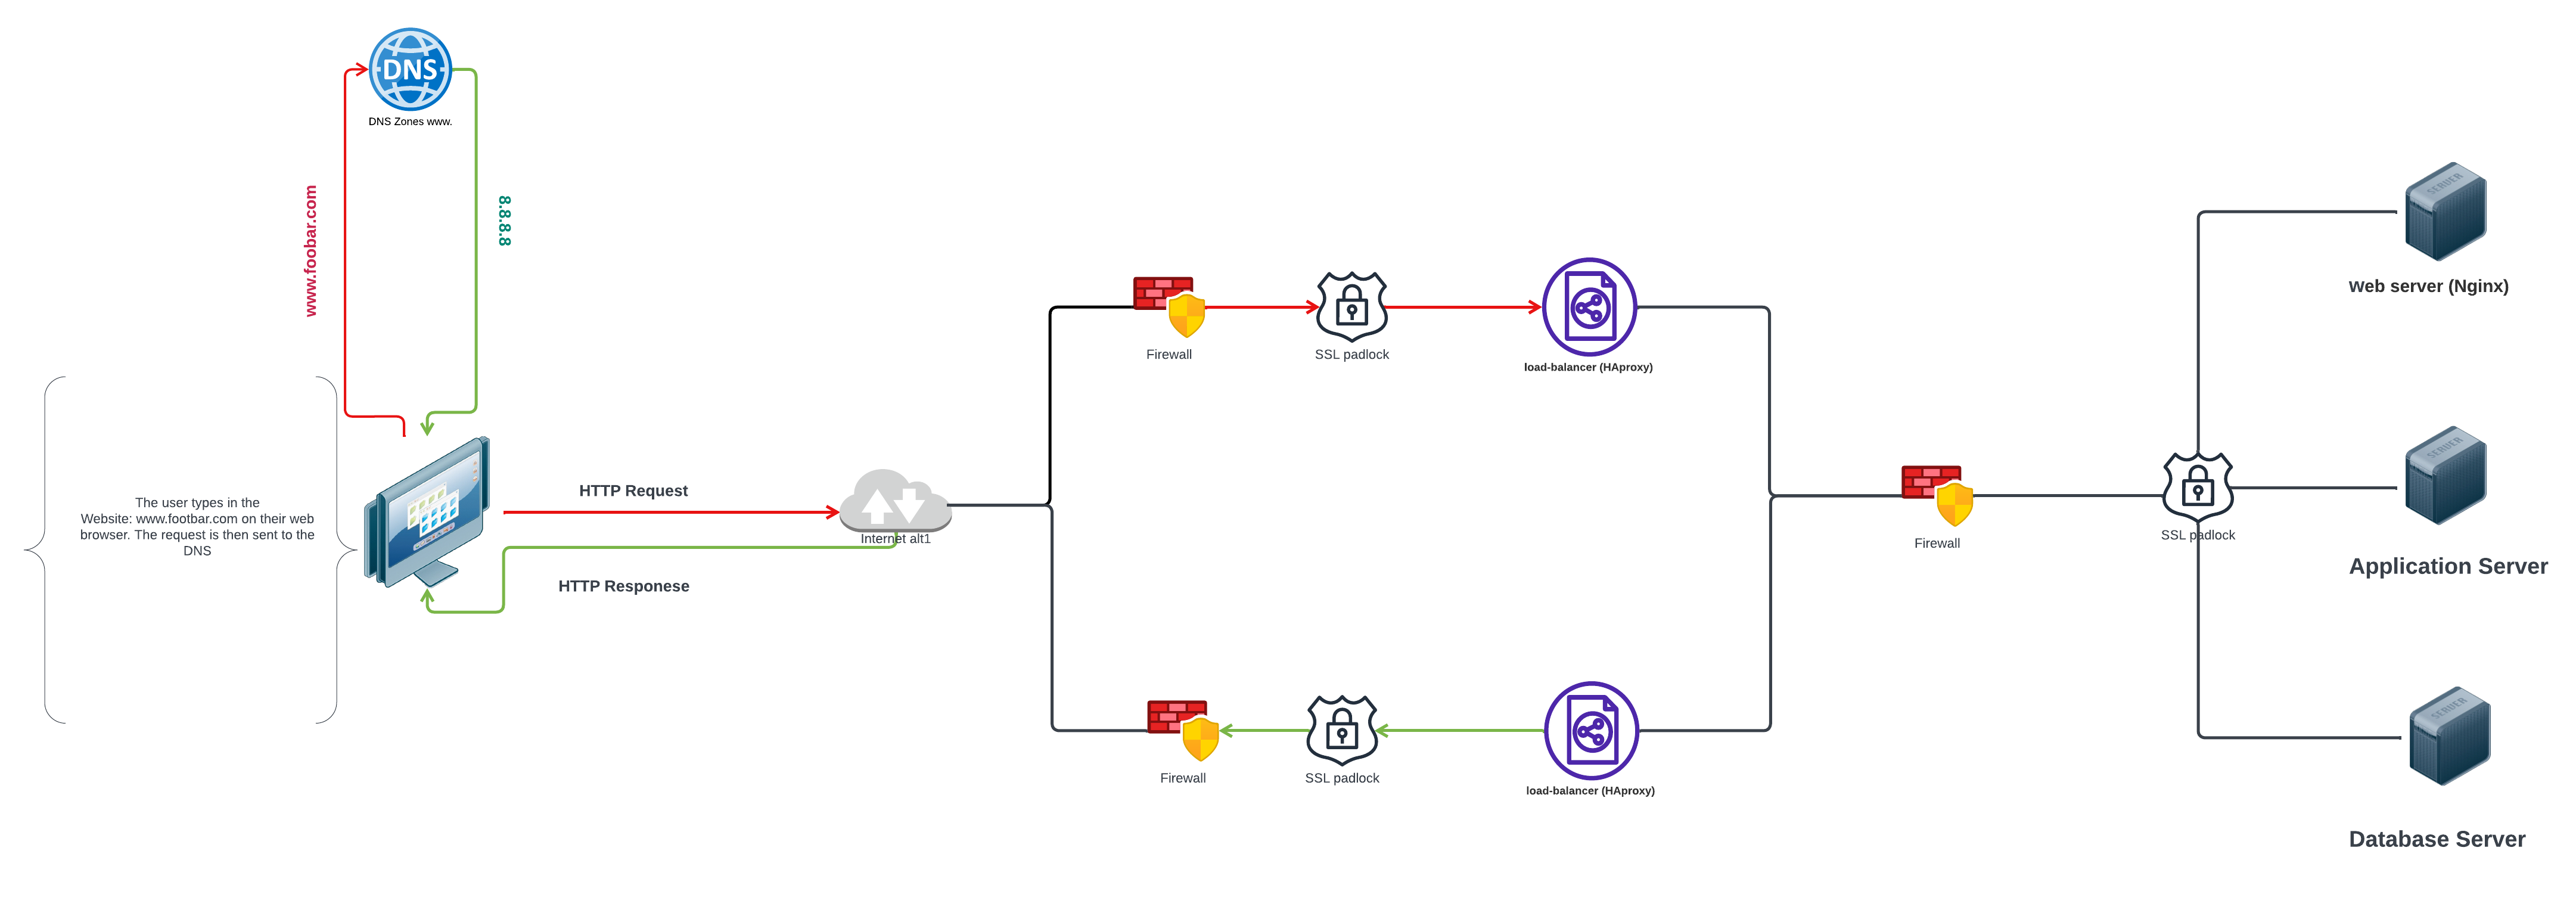 DNS
DNS Zones www.
www.foobar.com
8.8.8.8
The user types in the
Website: www.footbar.com on their web
browser. The request is then sent to the
DNS
HTTP Request
Internet alt1
HTTP Responese
Firewall
SSL padlock
load-balancer (HAproxy)
Firewall
SSL padlock
load-balancer (HAproxy)
Firewall
SSL padlock
SERVER
web server (Nginx)
SERVER
Application Server
SERVER
Database Server